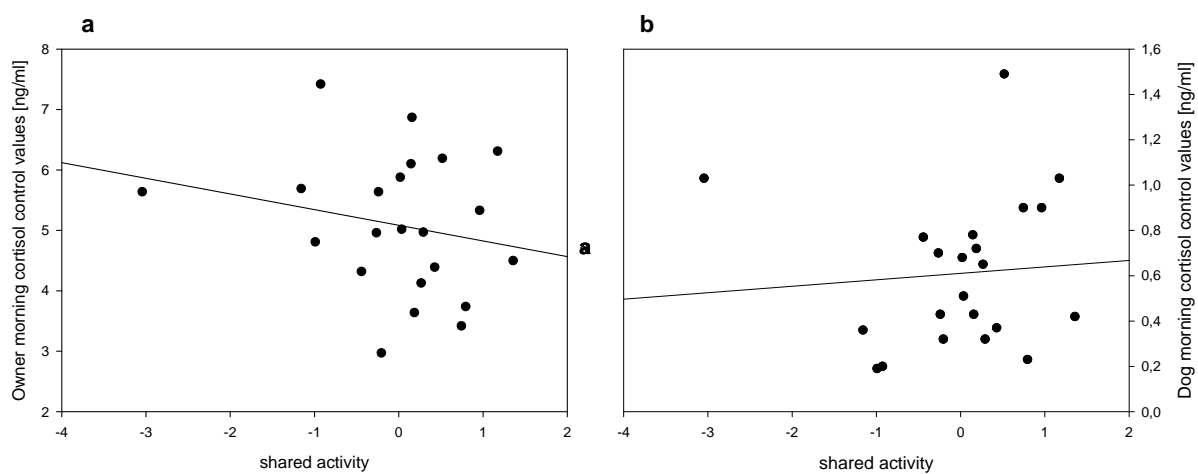 a
b
Owner morning cortisol control values [ng/ml]
8
7
6
5
4
3
2
-4 -3 -2 -1 0 1 2
shared activity
a
-4 -3 -2 -1 0 1 2
shared activity
1,6
1,4
1,2
1,0
0,8
0,6
0,4
0,2
0,0
Dog morning cortisol control values [ng/ml]